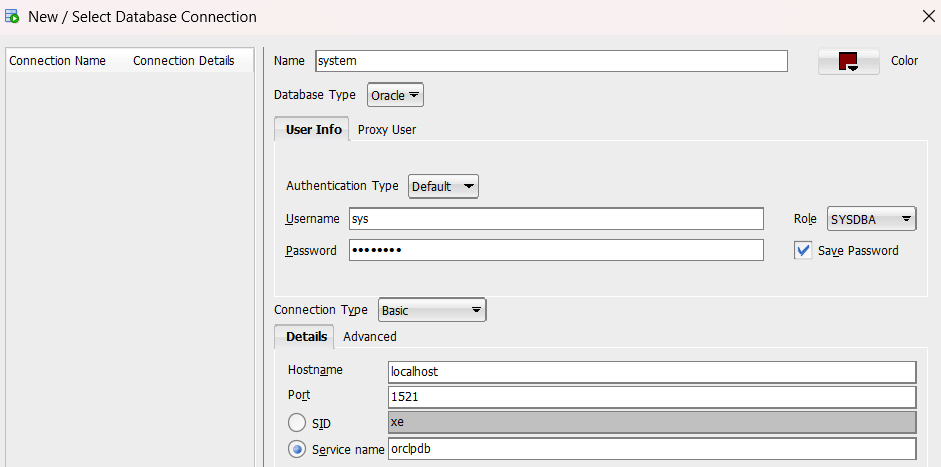 New / Select Database Connection
Connection Name Connection Details
Name system Color
Database Type Oracle
User Info Proxy User
Authentication Type Default
Username sys Role SYSDBA
Password •••••••• Save Password
Connection Type Basic
Details Advanced
Hostname localhost
Port 1521
SID xe
Service name orclpdb